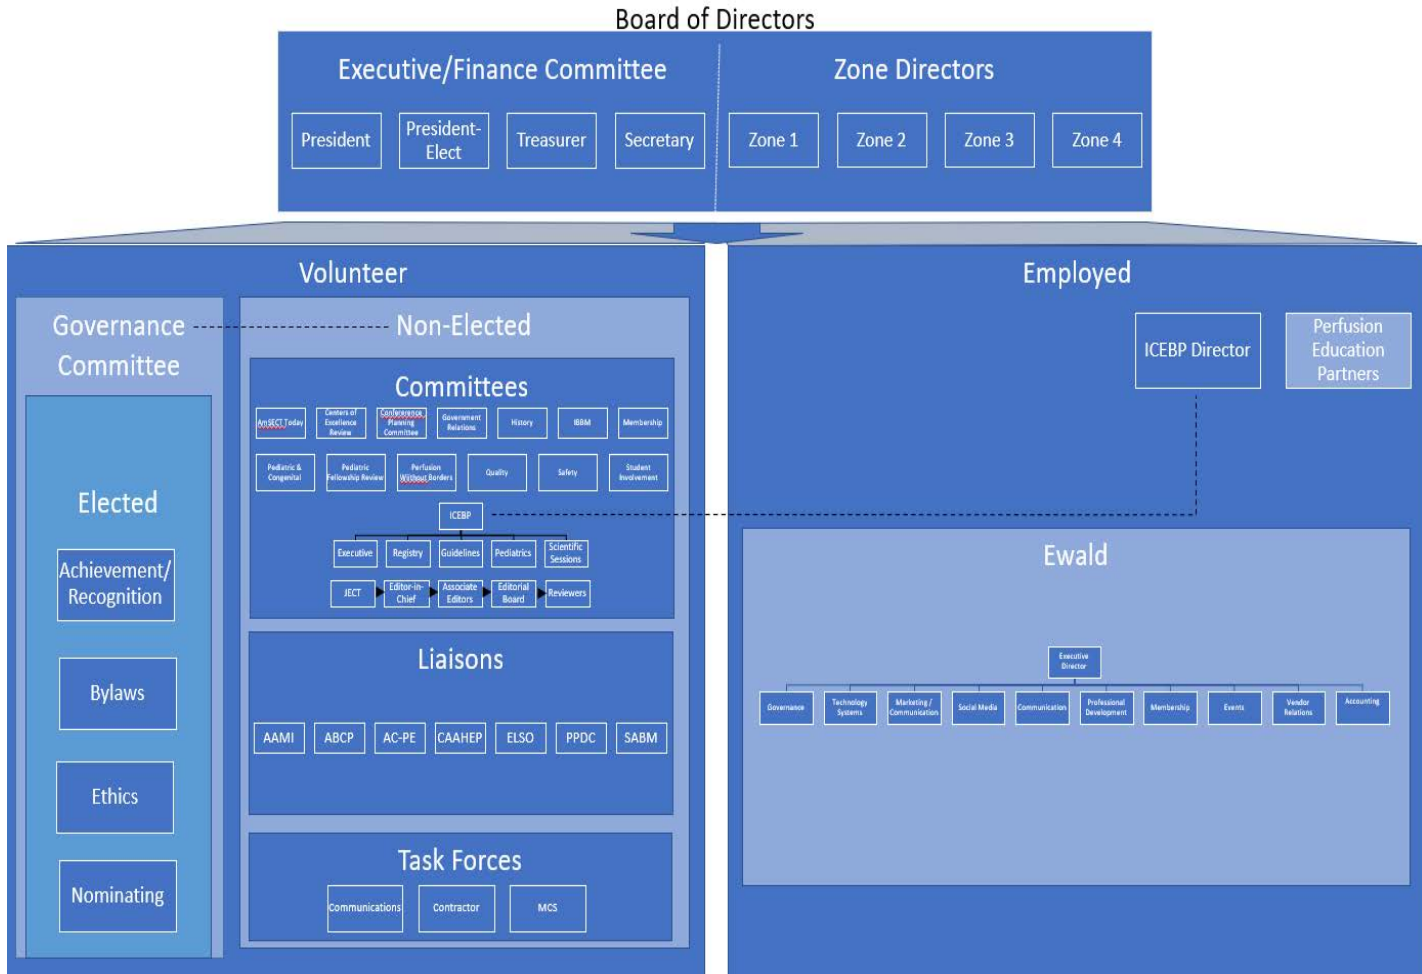 Board of Directors
Executive/Finance Committee
Zone Directors
President
President-
Elect
Treasurer
Secretary
Zone 1
Zone 2
Zone 3
Zone 4
Volunteer
Governance
Committee
Elected
Achievement/
Recognition
Bylaws
Ethics
Nominating
Non-Elected
Committees
AmSECT Today
Centers of
Excellence
Review
Confererence
Planning
Committee
Government
Relations
History
IBBM
Membership
Pediatric &
Congenital
Pediatric
Fellowship Review
Perfusion
Wiithout Borders
Quality
Safety
Student
Involvement
ICEBP
Executive
Registry
Guidelines
Pediatrics
Scientific
Sessions
JECT
Editor-in-
Chief
Associate
Editors
Editorial
Board
Reviewers
Liaisons
AAMI
ABCP
AC-PE
CAAHEP
ELSO
PPDC
SABM
Task Forces
Communications
Contractor
MCS
Employed
ICEBP Director
Perfusion
Education
Partners
Ewald
Executive
Director
Governance
Technology
Systems
Marketing /
Communication
Social Media
Communication
Professional
Development
Membership
Events
Vendor
Relations
Accounting